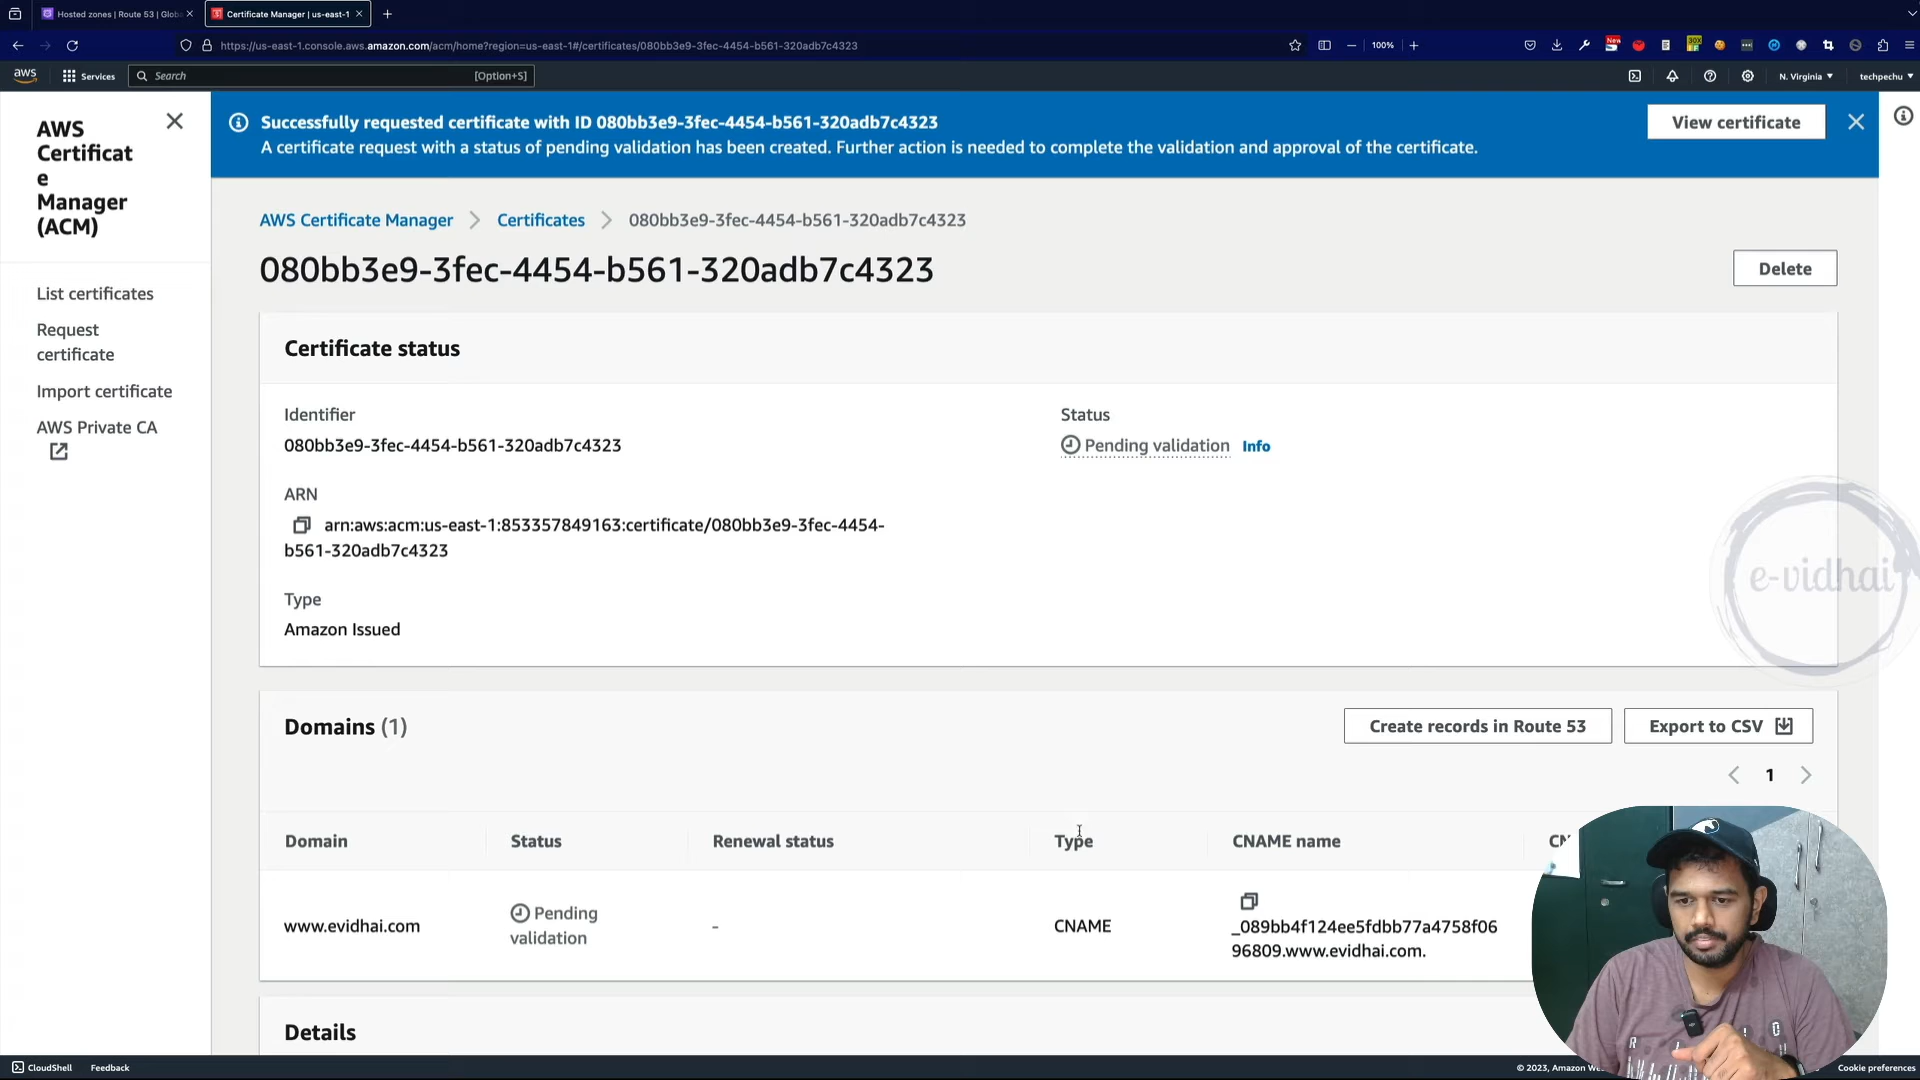 Hosted zones | Route 53 | Globa
Certificate Manager | us-east-1
https://us-east-1.console.aws.amazon.com/acm/home?region=us-east-1#/certificates/080bb3e9-3fec-4454-b561-320adb7c4323
100%
New
aws
Services
Search
[Option+S]
N. Virginia
techpechu
AWS
Certificat
e
Manager
(ACM)
List certificates
Request
certificate
Import certificate
AWS Private CA
Successfully requested certificate with ID 080bb3e9-3fec-4454-b561-320adb7c4323
A certificate request with a status of pending validation has been created. Further action is needed to complete the validation and approval of the certificate.
View certificate
AWS Certificate Manager
Certificates
080bb3e9-3fec-4454-b561-320adb7c4323
080bb3e9-3fec-4454-b561-320adb7c4323
Delete
Certificate status
Identifier
080bb3e9-3fec-4454-b561-320adb7c4323
Status
Pending validation Info
ARN
arn:aws:acm:us-east-1:853357849163:certificate/080bb3e9-3fec-4454-
b561-320adb7c4323
Type
Amazon Issued
e-vidhai
Domains (1)
Create records in Route 53
Export to CSV
1
Domain
Status
Renewal status
Type
CNAME name
www.evidhai.com
Pending
validation
-
CNAME
_089bb4f124ee5fdbb77a4758f06
96809.www.evidhai.com.
Details
CloudShell
Feedback
© 2023, Amazon
Cookie preferences